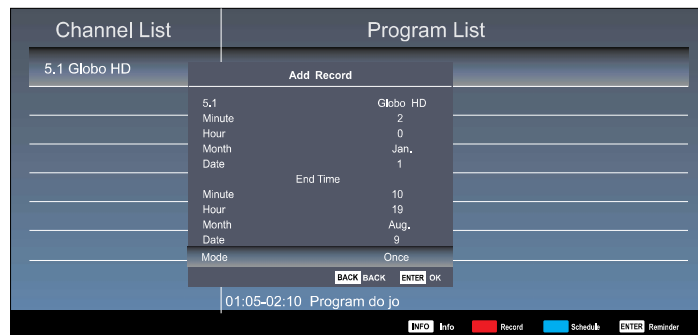 Channel List Program List
5.1 Globo HD
Add Record
5.1 Globo HD
Minute 2
Hour 0
Month Jan.
Date 1
End Time
Minute 10
Hour 19
Month Aug.
Date 9
Mode Once
BACK BACK ENTER OK
01:05-02:10 Program do jo
INFO Info Record Schedule ENTER Reminder